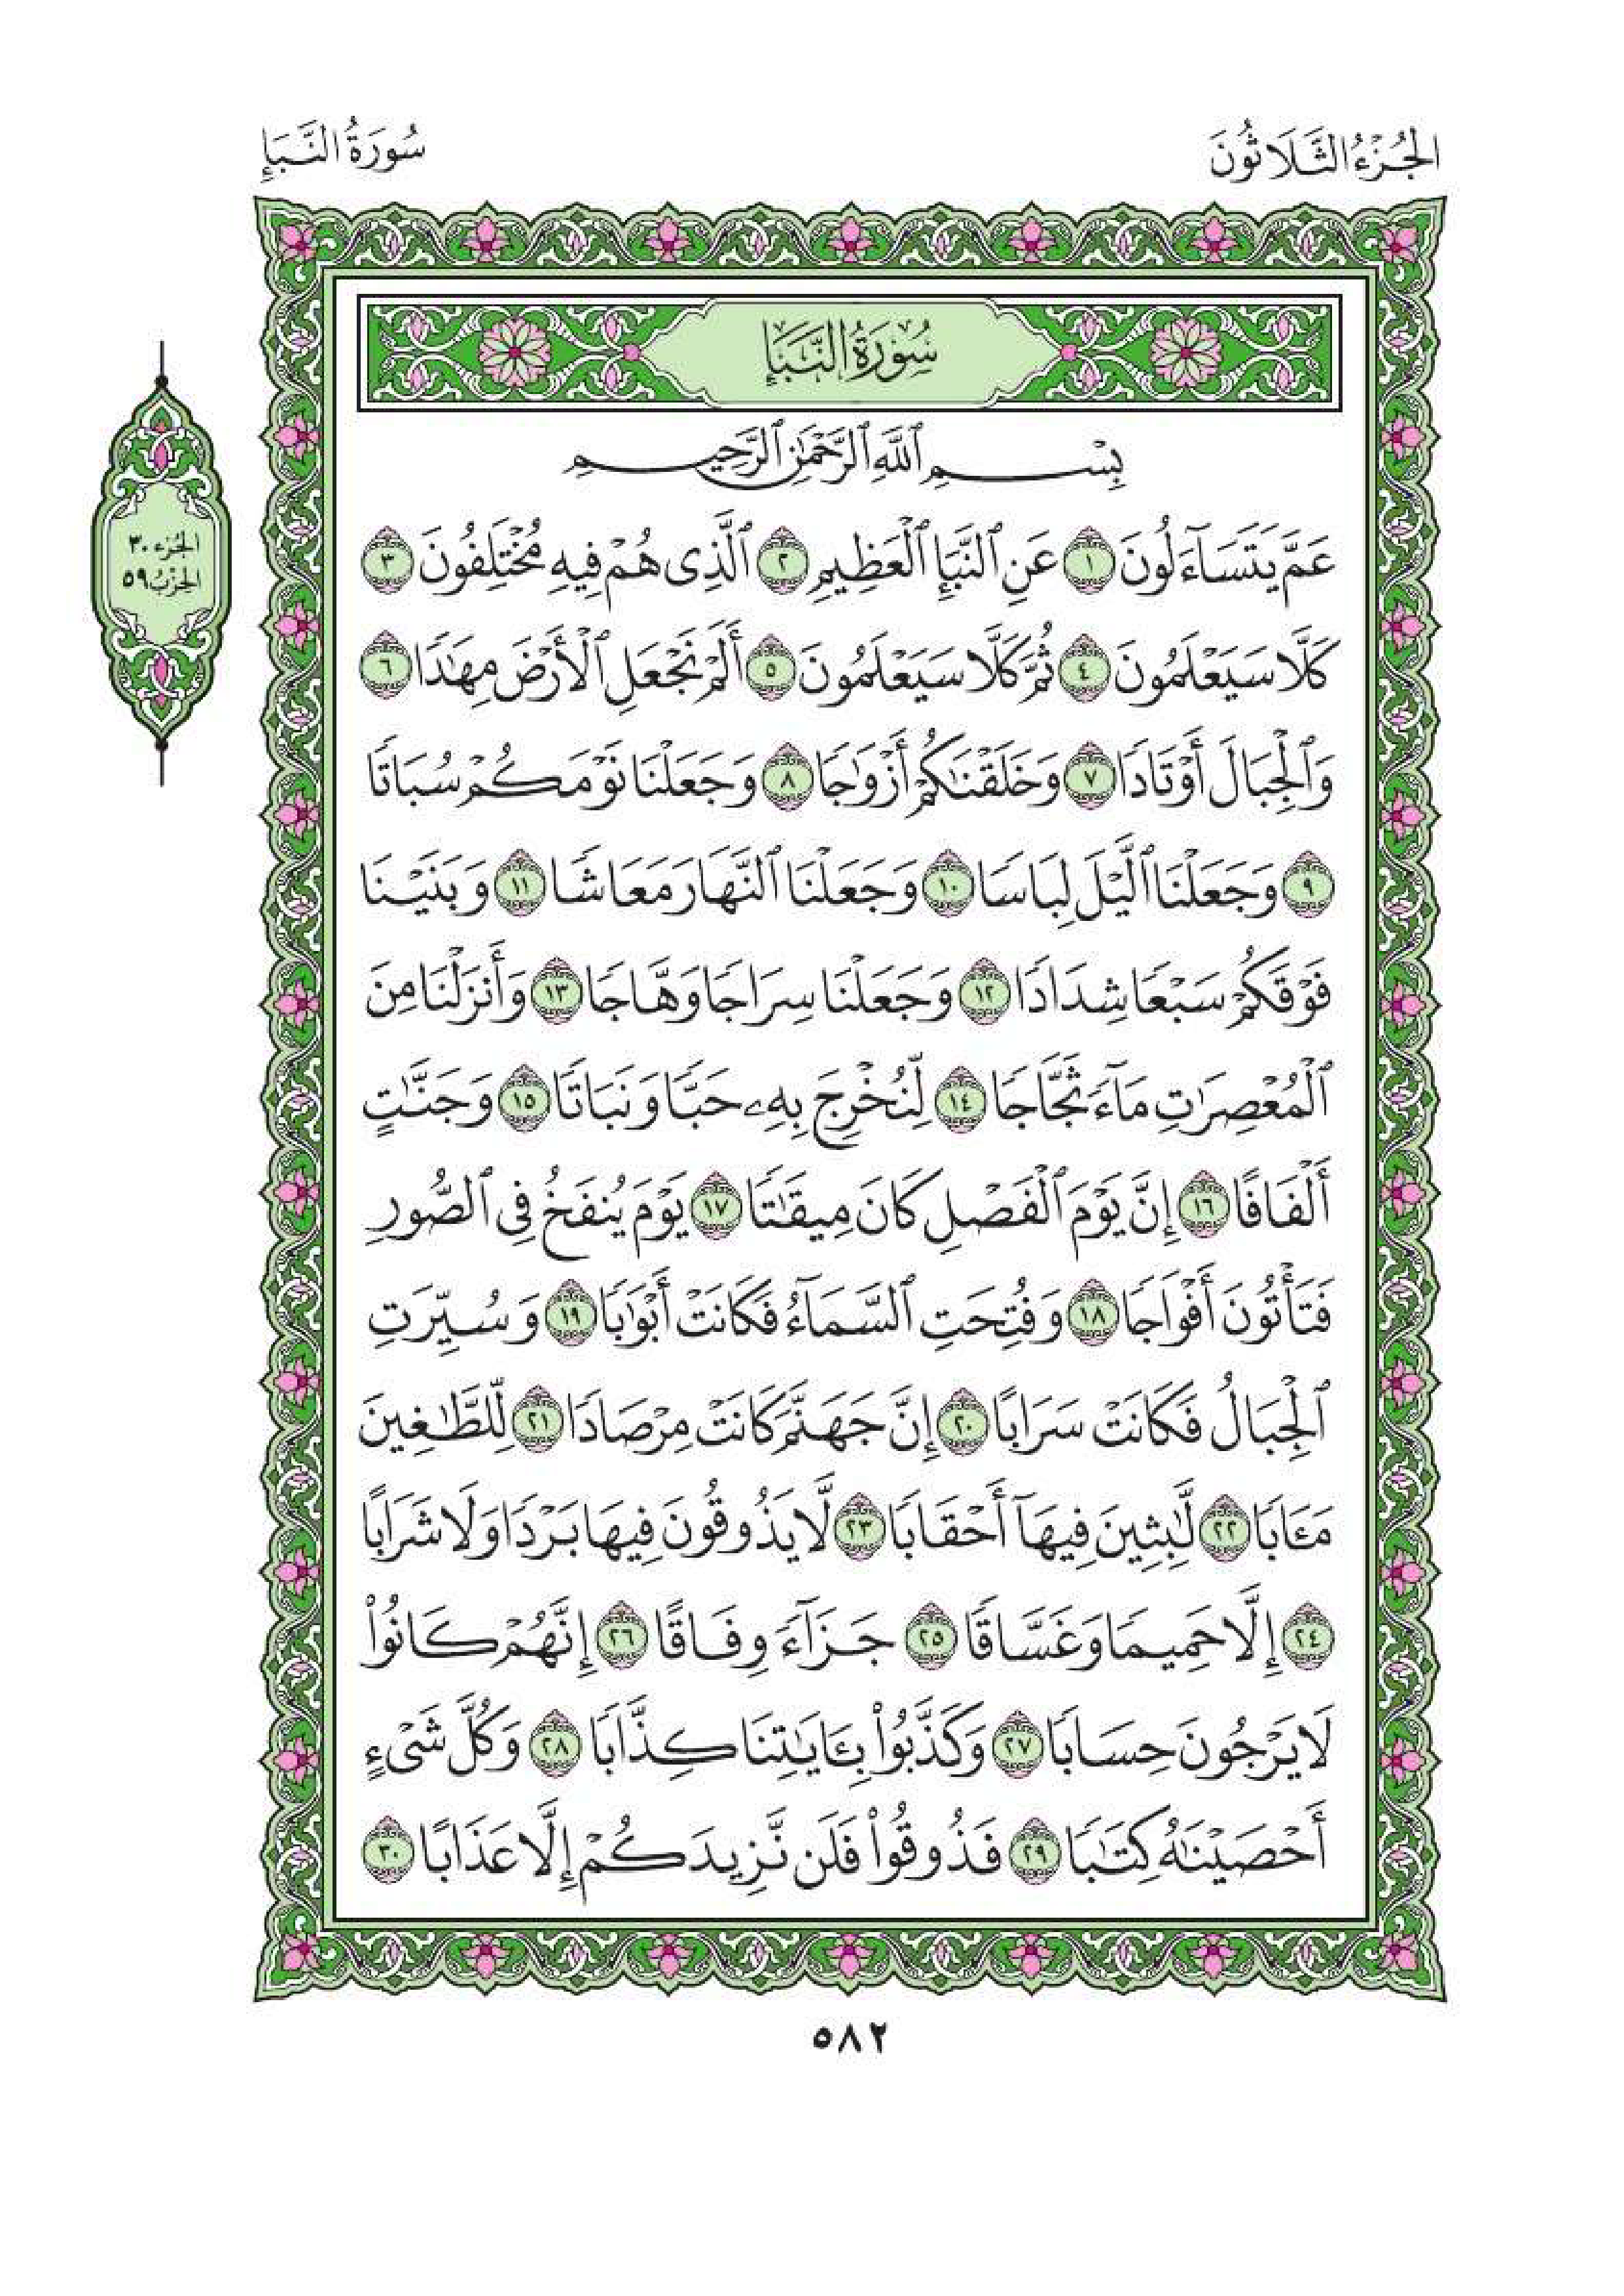 الجُزْءُ الثَّلَاثُونَ
سُورَةُ النَّبَإِ
سُورَةُ النَّبَإِ
بِسْمِ ٱللَّهِ ٱلرَّحْمَٰنِ ٱلرَّحِيمِ
عَمَّ يَتَسَآءَلُونَ ١ عَنِ ٱلنَّبَإِ ٱلْعَظِيمِ ٢ ٱلَّذِى هُمْ فِيهِ مُخْتَلِفُونَ ٣
كَلَّا سَيَعْلَمُونَ ٤ ثُمَّ كَلَّا سَيَعْلَمُونَ ٥ أَلَمْ نَجْعَلِ ٱلْأَرْضَ مِهَٰدًا ٦
وَٱلْجِبَالَ أَوْتَادًا ٧ وَخَلَقْنَٰكُمْ أَزْوَٰجًا ٨ وَجَعَلْنَا نَوْمَكُمْ سُبَاتًا
٩ وَجَعَلْنَا ٱلَّيْلَ لِبَاسًا ١٠ وَجَعَلْنَا ٱلنَّهَارَ مَعَاشًا ١١ وَبَنَيْنَا
فَوْقَكُمْ سَبْعًا شِدَادًا ١٢ وَجَعَلْنَا سِرَاجًا وَهَّاجًا ١٣ وَأَنزَلْنَا مِنَ
ٱلْمُعْصِرَٰتِ مَآءً ثَجَّاجًا ١٤ لِّنُخْرِجَ بِهِۦ حَبًّا وَنَبَاتًا ١٥ وَجَنَّٰتٍ
أَلْفَافًا ١٦ إِنَّ يَوْمَ ٱلْفَصْلِ كَانَ مِيقَٰتًا ١٧ يَوْمَ يُنفَخُ فِى ٱلصُّورِ
فَتَأْتُونَ أَفْوَاجًا ١٨ وَفُتِحَتِ ٱلسَّمَآءُ فَكَانَتْ أَبْوَٰبًا ١٩ وَسُيِّرَتِ
ٱلْجِبَالُ فَكَانَتْ سَرَابًا ٢٠ إِنَّ جَهَنَّمَ كَانَتْ مِرْصَادًا ٢١ لِّلطَّٰغِينَ
مَـَٔابًا ٢٢ لَّٰبِثِينَ فِيهَآ أَحْقَابًا ٢٣ لَّا يَذُوقُونَ فِيهَا بَرْدًا وَلَا شَرَابًا
٢٤ إِلَّا حَمِيمًا وَغَسَّاقًا ٢٥ جَزَآءً وِفَاقًا ٢٦ إِنَّهُمْ كَانُوا۟
لَا يَرْجُونَ حِسَابًا ٢٧ وَكَذَّبُوا۟ بِـَٔايَٰتِنَا كِذَّابًا ٢٨ وَكُلَّ شَىْءٍ
أَحْصَيْنَٰهُ كِتَٰبًا ٢٩ فَذُوقُوا۟ فَلَن نَّزِيدَكُمْ إِلَّا عَذَابًا ٣٠
الجُزء ٣٠
الحِزْب ٥٩
٥٨٢